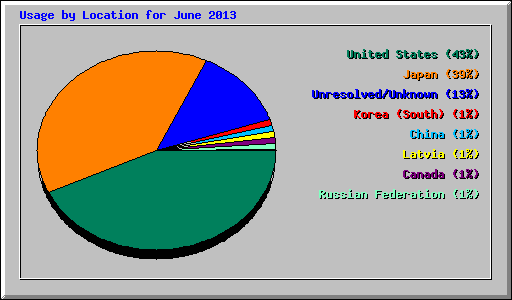 Usage by Location for June 2013
United States (43%)
Japan (39%)
Unresolved/Unknown (13%)
Korea (South) (1%)
China (1%)
Latvia (1%)
Canada (1%)
Russian Federation (1%)